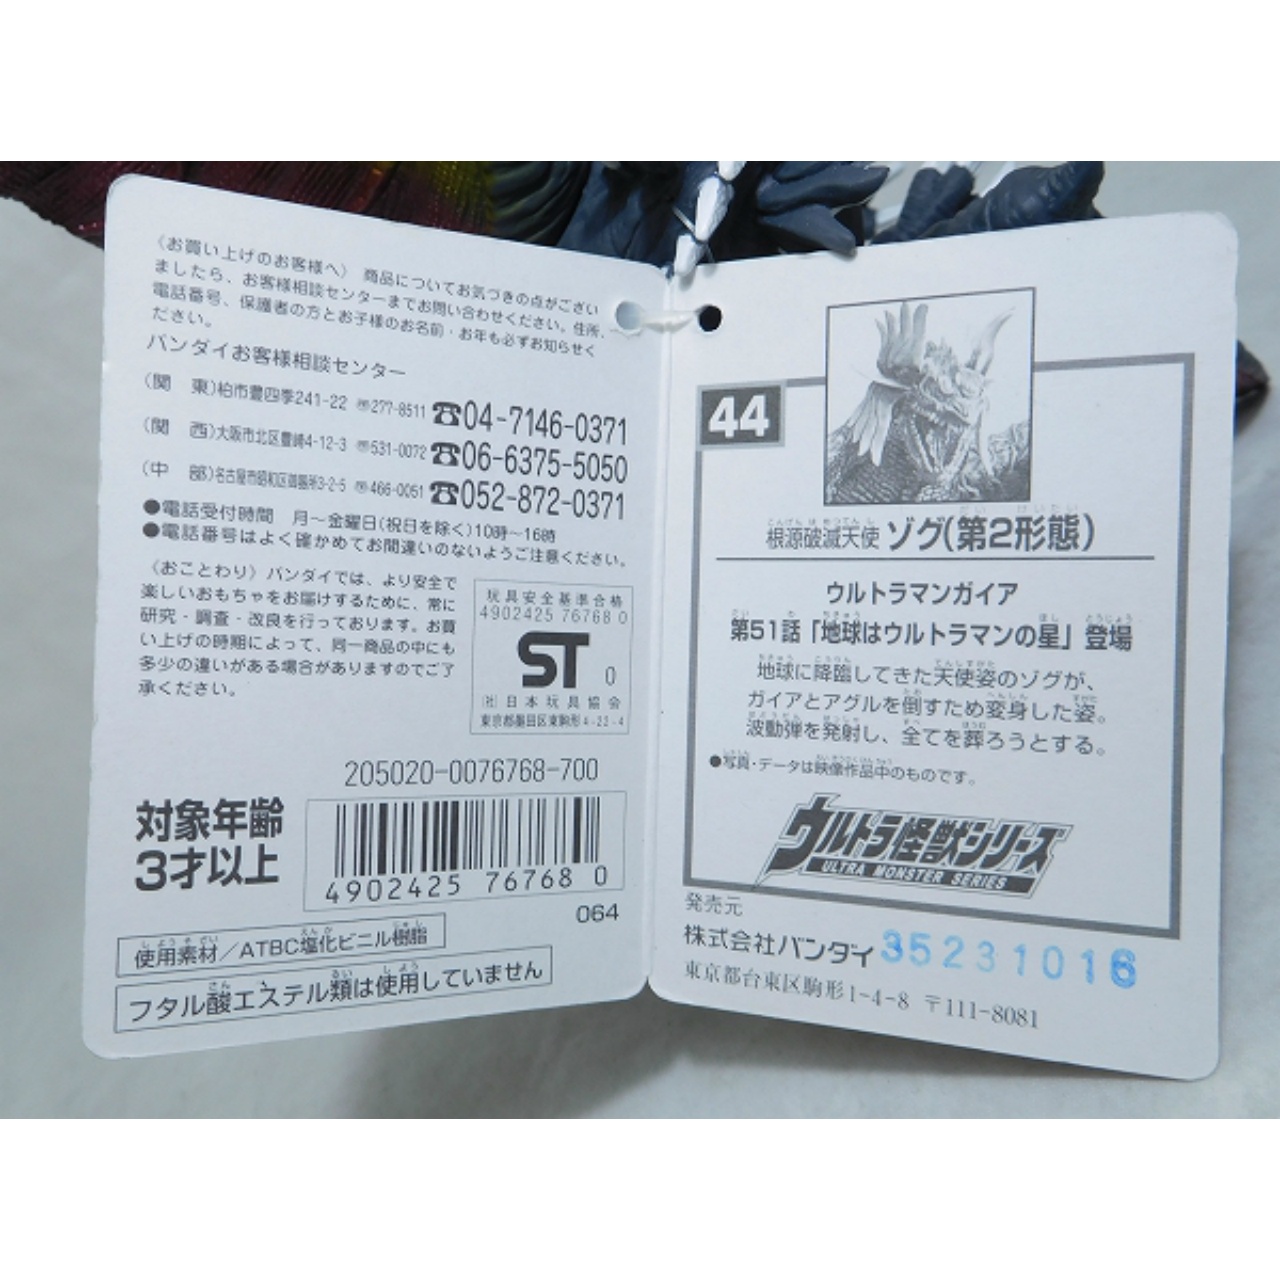 〈お買い上げのお客様へ〉 商品についてお気づきの点がござい
ましたら、お客様相談センターまでお問い合わせください。住所、
電話番号、保護者の方とお子様のお名前・お年も必ずお知らせく
ださい。
バンダイお客様相談センター
(関 東)柏市豊四季241-22 〒277-8511 ☎04-7146-0371
(関 西)大阪市北区豊崎4-12-3 〒531-0072 ☎06-6375-5050
(中 部)名古屋市昭和区御器所3-2-5 〒466-0051 ☎052-872-0371
●電話受付時間 月〜金曜日(祝日を除く)10時〜16時
●電話番号はよく確かめてお間違いのないようご注意ください。
〈おことわり〉バンダイでは、より安全で
楽しいおもちゃをお届けするために、常に
研究・調査・改良を行っております。お買
い上げの時期によって、同一商品の中にも
多少の違いがある場合がありますのでご了
承ください。
玩具安全基準合格
4902425 76768 0
ST 0
(社)日本玩具協会
東京都墨田区東駒形4-22-4
205020-0076768-700
対象年齢
3才以上
4902425 76768 0
064
使用素材/ATBC塩化ビニル樹脂
フタル酸エステル類は使用していません
44
根源破滅天使 ゾグ(第2形態)
ウルトラマンガイア
第51話「地球はウルトラマンの星」登場
地球に降臨してきた天使姿のゾグが、
ガイアとアグルを倒すため変身した姿。
波動弾を発射し、全てを葬ろうとする。
●写真・データは映像作品中のものです。
ウルトラ怪獣シリーズ
ULTRA MONSTER SERIES
発売元
株式会社バンダイ 35231016
東京都台東区駒形1-4-8 〒111-8081